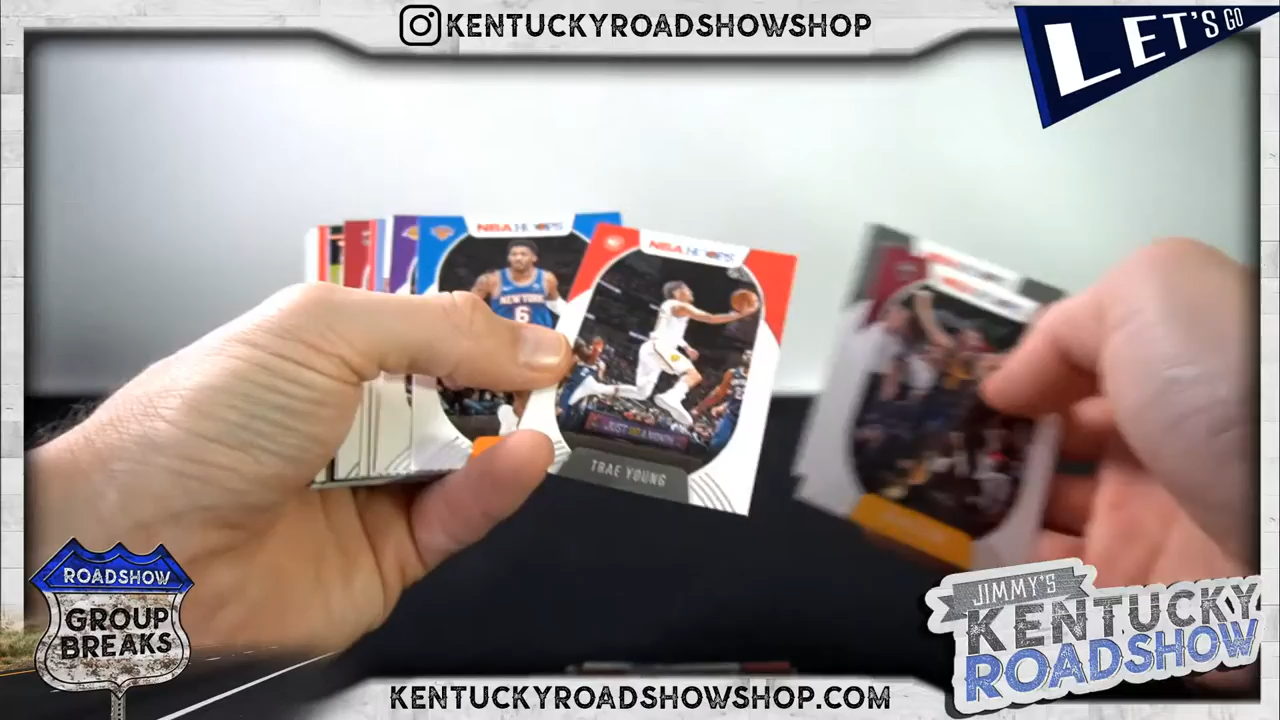 KENTUCKYROADSHOWSHOP
LET'S GO
NBA HOOPS
NBA HOOPS
NEW YORK
6
TRAE YOUNG
ROADSHOW
GROUP
BREAKS
JIMMY'S
KENTUCKY
ROADSHOW
KENTUCKYROADSHOWSHOP.COM